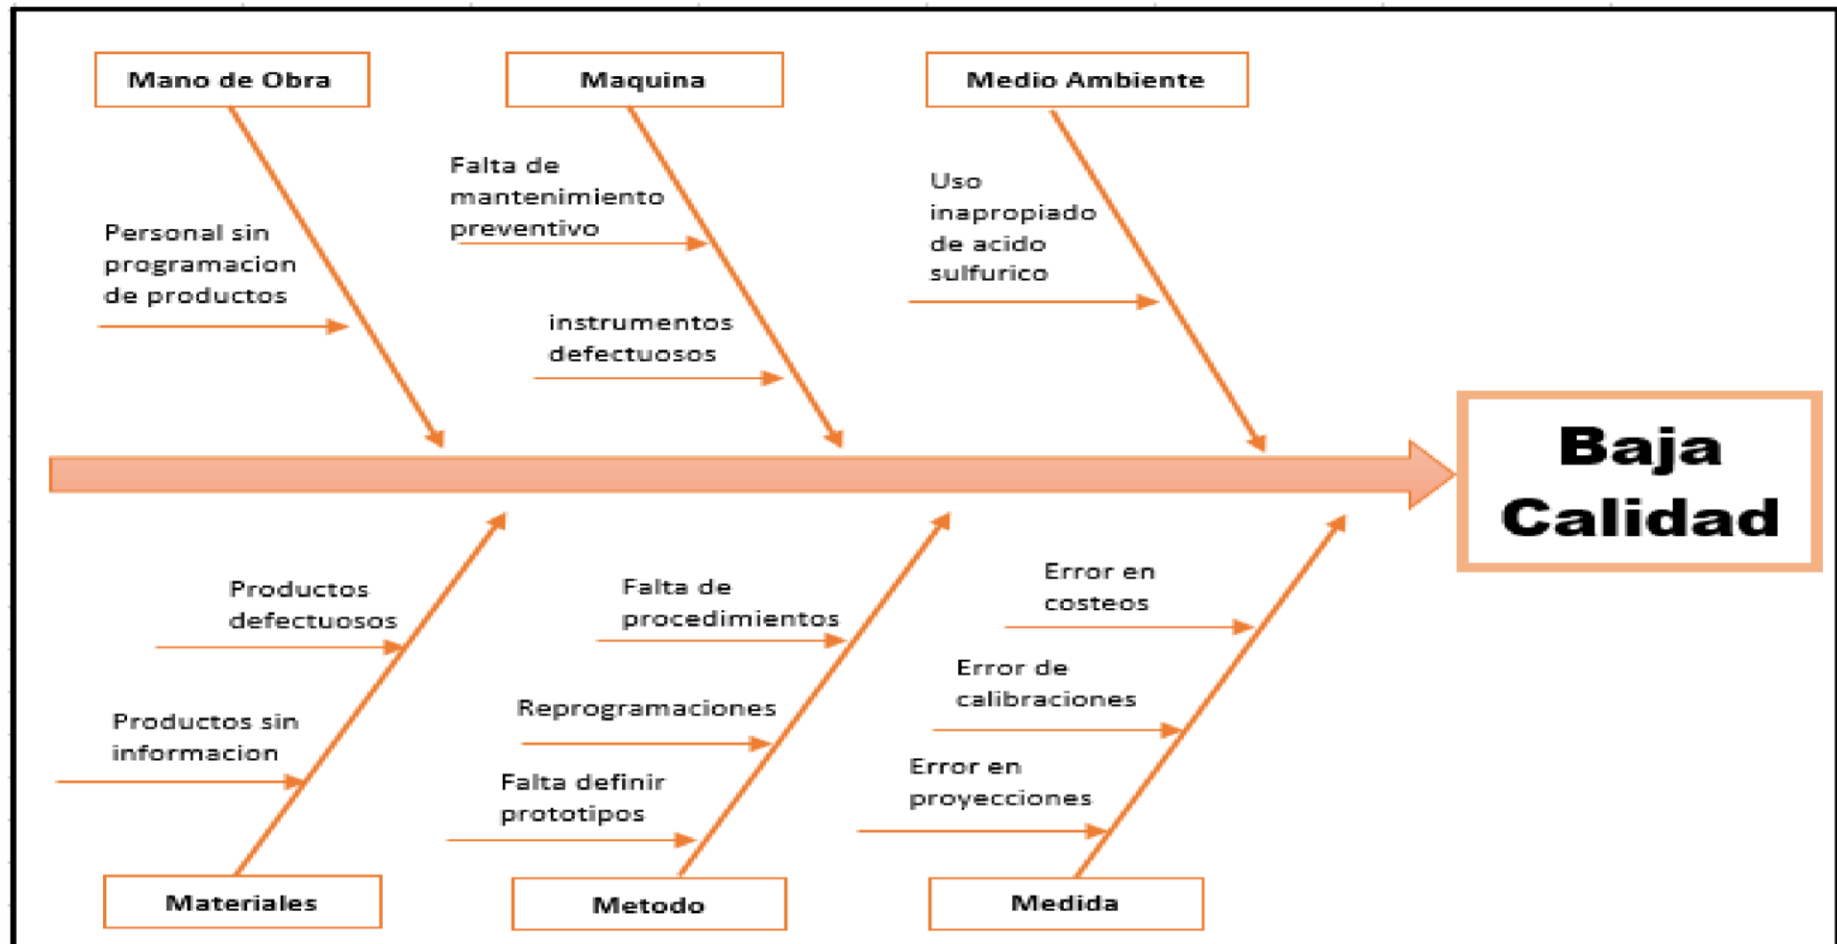 Mano de Obra
Maquina
Medio Ambiente
Personal sin
programacion
de productos
Falta de
mantenimiento
preventivo
instrumentos
defectuosos
Uso
inapropiado
de acido
sulfurico
Baja
Calidad
Productos
defectuosos
Productos sin
informacion
Falta de
procedimientos
Reprogramaciones
Falta definir
prototipos
Error en
costeos
Error de
calibraciones
Error en
proyecciones
Materiales
Metodo
Medida